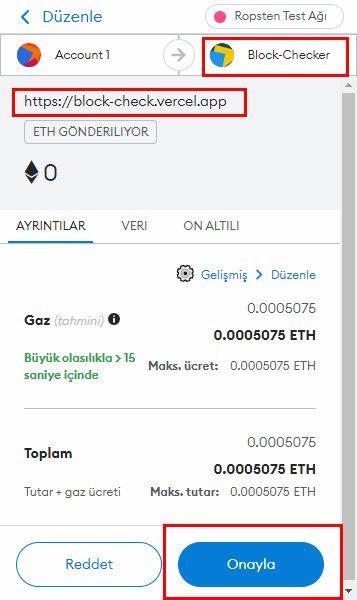 Düzenle
Ropsten Test Ağı
Account 1
Block-Checker
https://block-check.vercel.app
ETH GÖNDERILIYOR
0
AYRINTILAR VERI ON ALTILI
Gelişmiş > Düzenle
0.0005075
Gaz (tahmini)
0.0005075 ETH
Büyük olasılıkla > 15 saniye içinde
Maks. ücret: 0.0005075 ETH
0.0005075
Toplam
0.0005075 ETH
Tutar + gaz ücreti Maks. tutar: 0.0005075 ETH
Reddet Onayla